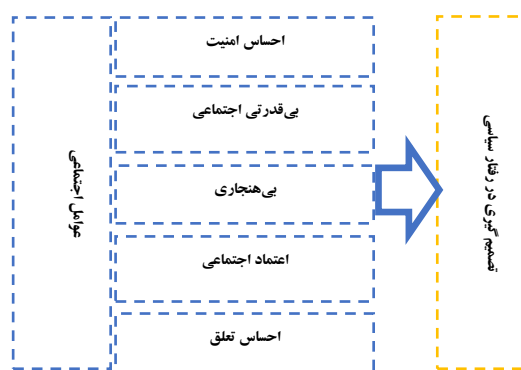 عوامل اجتماعی
احساس امنیت
بی‌قدرتی اجتماعی
بی‌هنجاری
اعتماد اجتماعی
احساس تعلق
تصمیم گیری در رفتار سیاسی